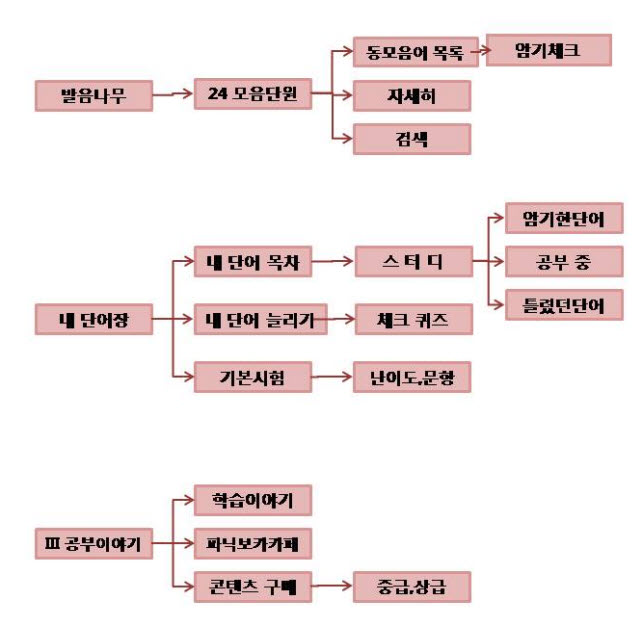 발음나무
24 모음단원
동모음어 목록
암기체크
자세히
검색
내 단어장
내 단어 목차
스 터 디
암기한단어
공부 중
틀렸던단어
내 단어 늘리기
체크 퀴즈
기본시험
난이도,문항
III 공부이야기
학습이야기
파닉보카카페
콘텐츠 구매
중급,상급